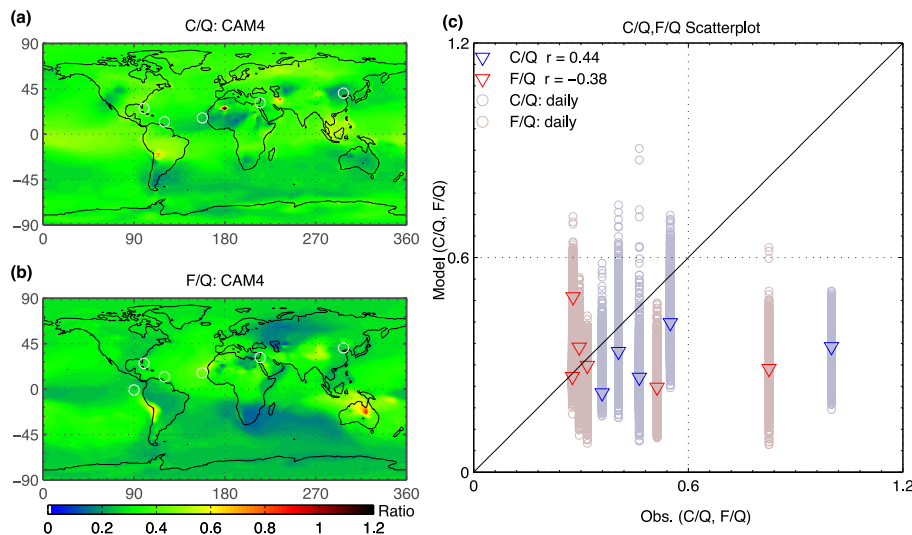 (a)
C/Q: CAM4
90
45
0
−45
−90
0 90 180 270 360
(b)
F/Q: CAM4
90
45
0
−45
−90
0 90 180 270 360
0 0.2 0.4 0.6 0.8 1 1.2
Ratio
(c)
C/Q,F/Q Scatterplot
C/Q r = 0.44
F/Q r = −0.38
C/Q: daily
F/Q: daily
1.2
0.6
0
Model (C/Q, F/Q)
0 0.6 1.2
Obs. (C/Q, F/Q)